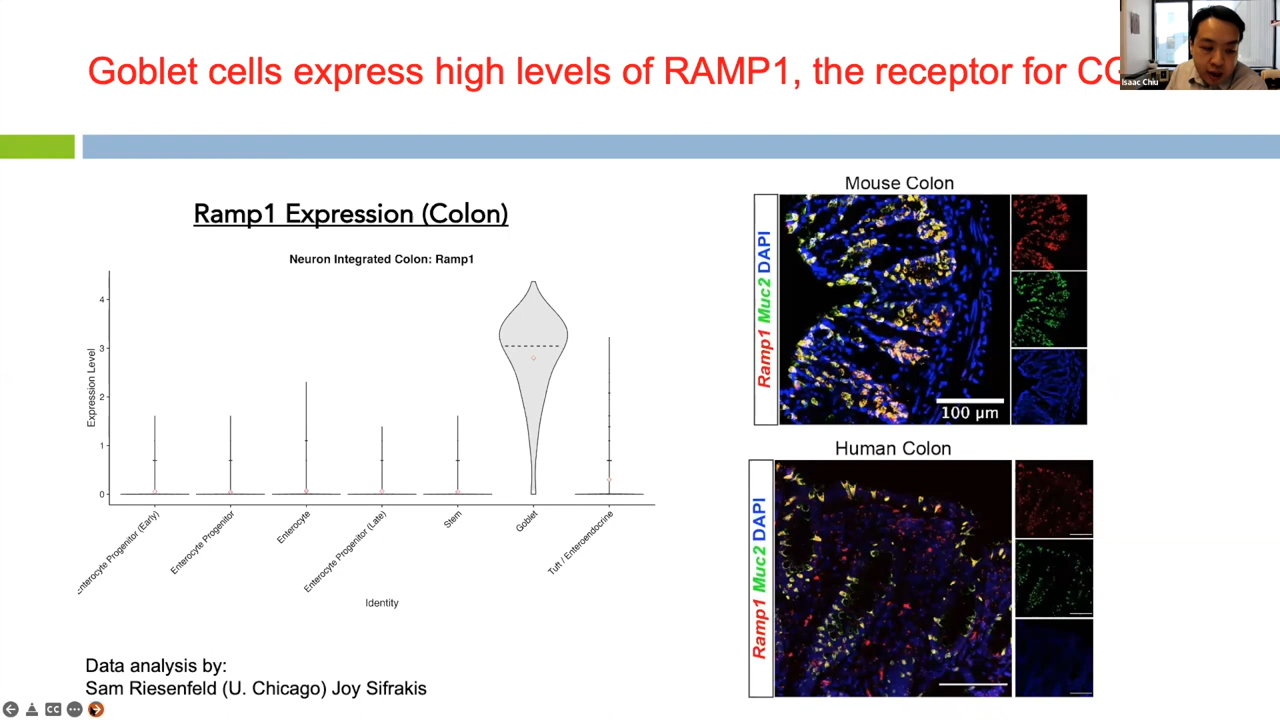 Goblet cells express high levels of RAMP1, the receptor for CG
Isaac Chiu
Ramp1 Expression (Colon)
Neuron Integrated Colon: Ramp1
Expression Level
4
3
2
1
0
Enterocyte Progenitor (Early)
Enterocyte Progenitor
Enterocyte
Enterocyte Progenitor (Late)
Stem
Goblet
Tuft / Enteroendocrine
Identity
Mouse Colon
Ramp1 Muc2 DAPI
100 µm
Human Colon
Ramp1 Muc2 DAPI
Data analysis by:
Sam Riesenfeld (U. Chicago) Joy Sifrakis
CC